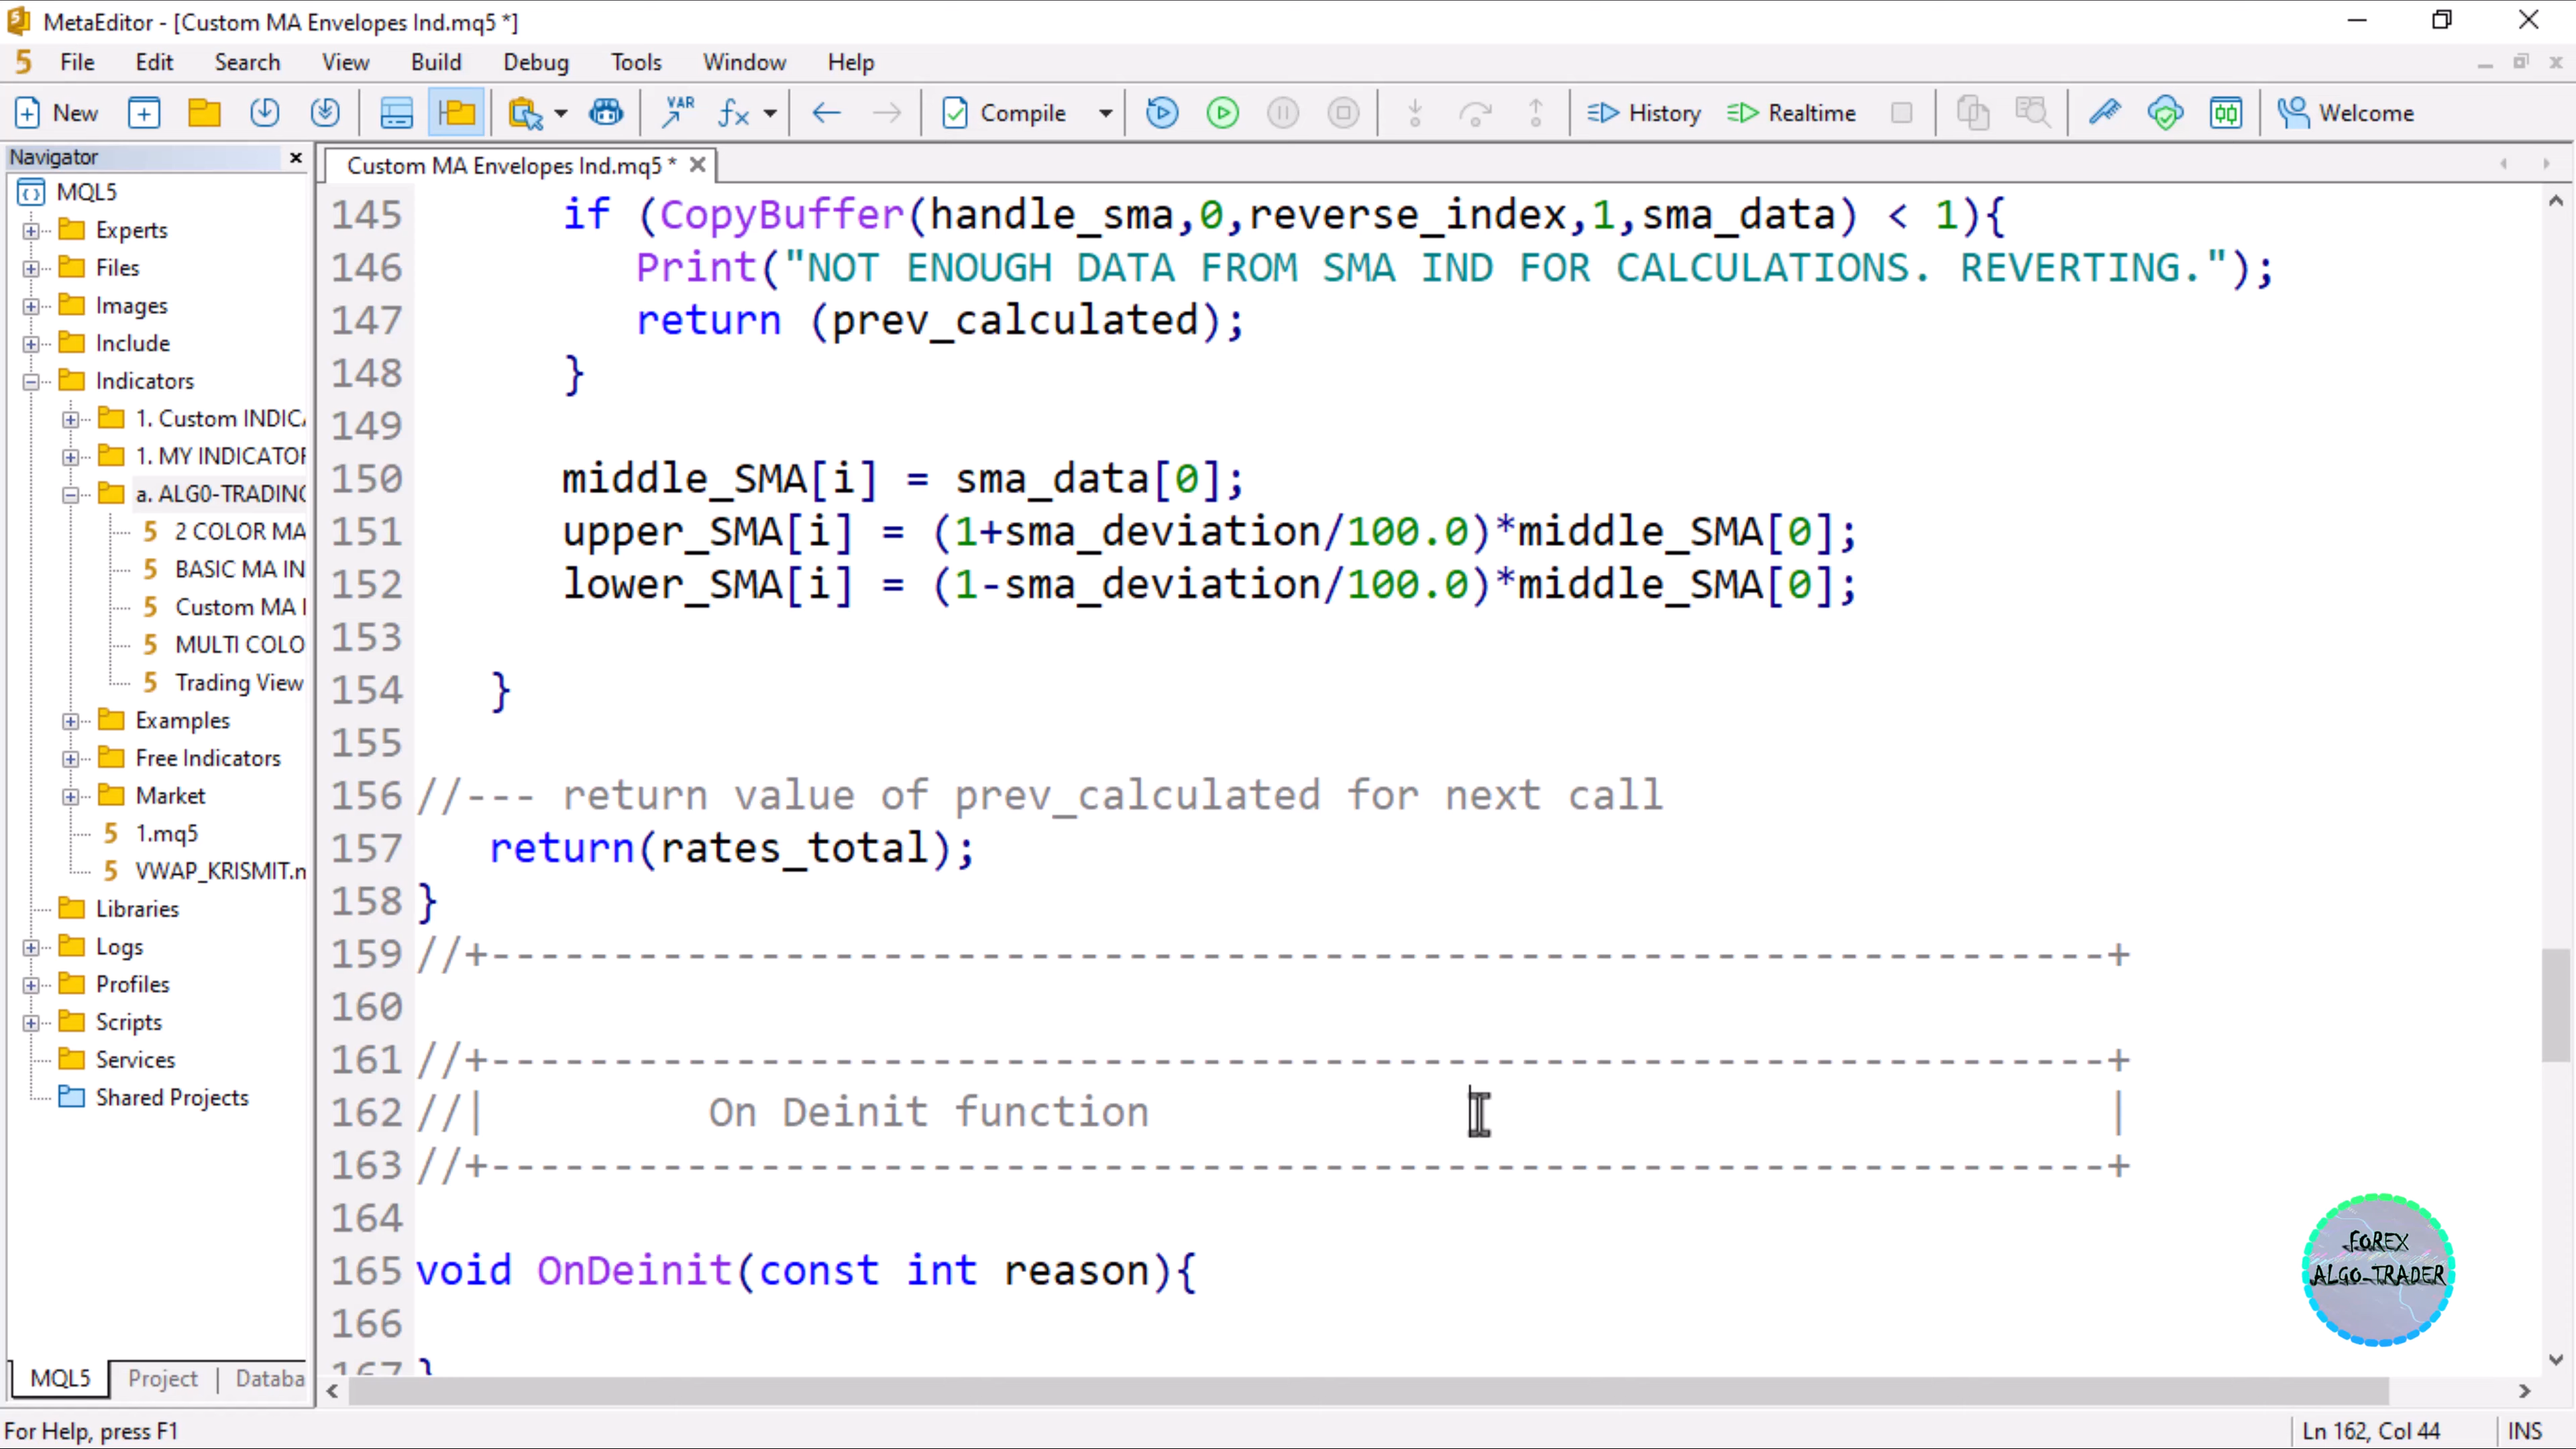 MetaEditor - [Custom MA Envelopes Ind.mq5 *]
File Edit Search View Build Debug Tools Window Help
New VAR Compile History Realtime Welcome
Navigator
MQL5
Experts
Files
Images
Include
Indicators
1. Custom INDIC
1. MY INDICATOR
a. ALG0-TRADING
2 COLOR MA
BASIC MA IN
Custom MA
MULTI COLO
Trading View
Examples
Free Indicators
Market
1.mq5
VWAP_KRISMIT.m
Libraries
Logs
Profiles
Scripts
Services
Shared Projects
MQL5 Project Databa
Custom MA Envelopes Ind.mq5 *
145 if (CopyBuffer(handle_sma,0,reverse_index,1,sma_data) < 1){
146 Print("NOT ENOUGH DATA FROM SMA IND FOR CALCULATIONS. REVERTING.");
147 return (prev_calculated);
148 }
149
150 middle_SMA[i] = sma_data[0];
151 upper_SMA[i] = (1+sma_deviation/100.0)*middle_SMA[0];
152 lower_SMA[i] = (1-sma_deviation/100.0)*middle_SMA[0];
153
154 }
155
156 //--- return value of prev_calculated for next call
157 return(rates_total);
158 }
159 //+------------------------------------------------------------------+
160
161 //+------------------------------------------------------------------+
162 //| On Deinit function |
163 //+------------------------------------------------------------------+
164
165 void OnDeinit(const int reason){
166
167 }
FOREX
ALGO-TRADER
For Help, press F1
Ln 162, Col 44 INS